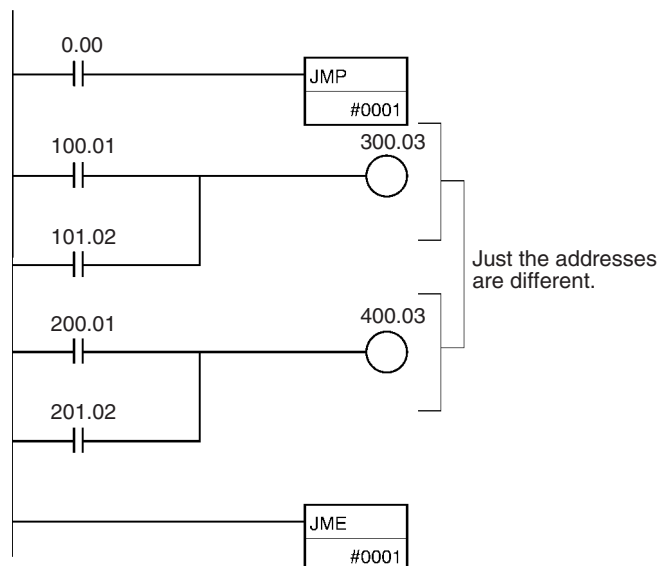 0.00
JMP
#0001
100.01
300.03
101.02
Just the addresses
are different.
200.01
400.03
201.02
JME
#0001